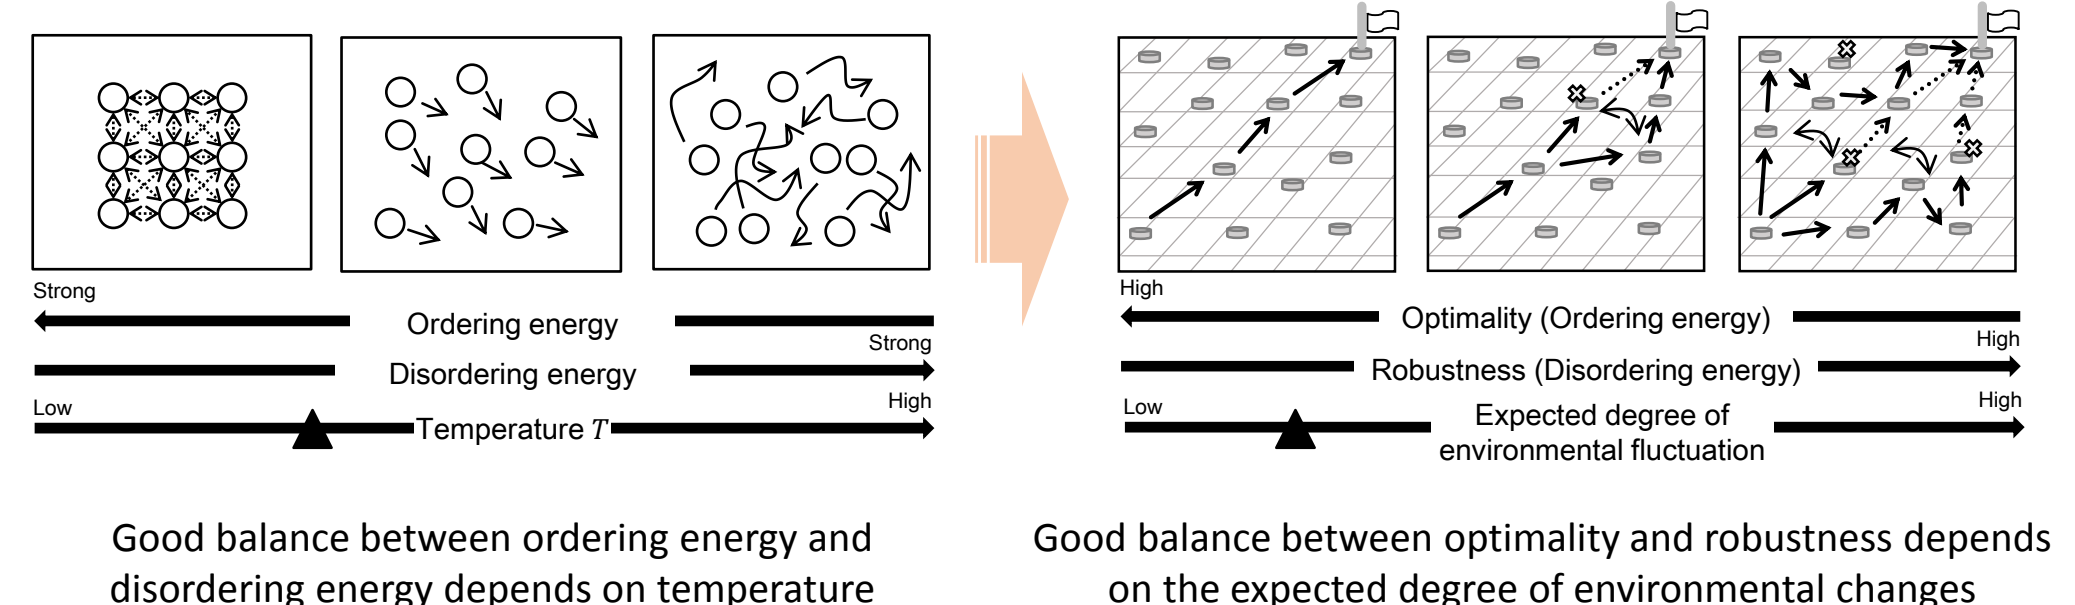 Strong
Ordering energy
Strong
Disordering energy
Low
High
Temperature T
Good balance between ordering energy and
disordering energy depends on temperature
High
Optimality (Ordering energy)
High
Robustness (Disordering energy)
Low
High
Expected degree of
environmental fluctuation
Good balance between optimality and robustness depends
on the expected degree of environmental changes